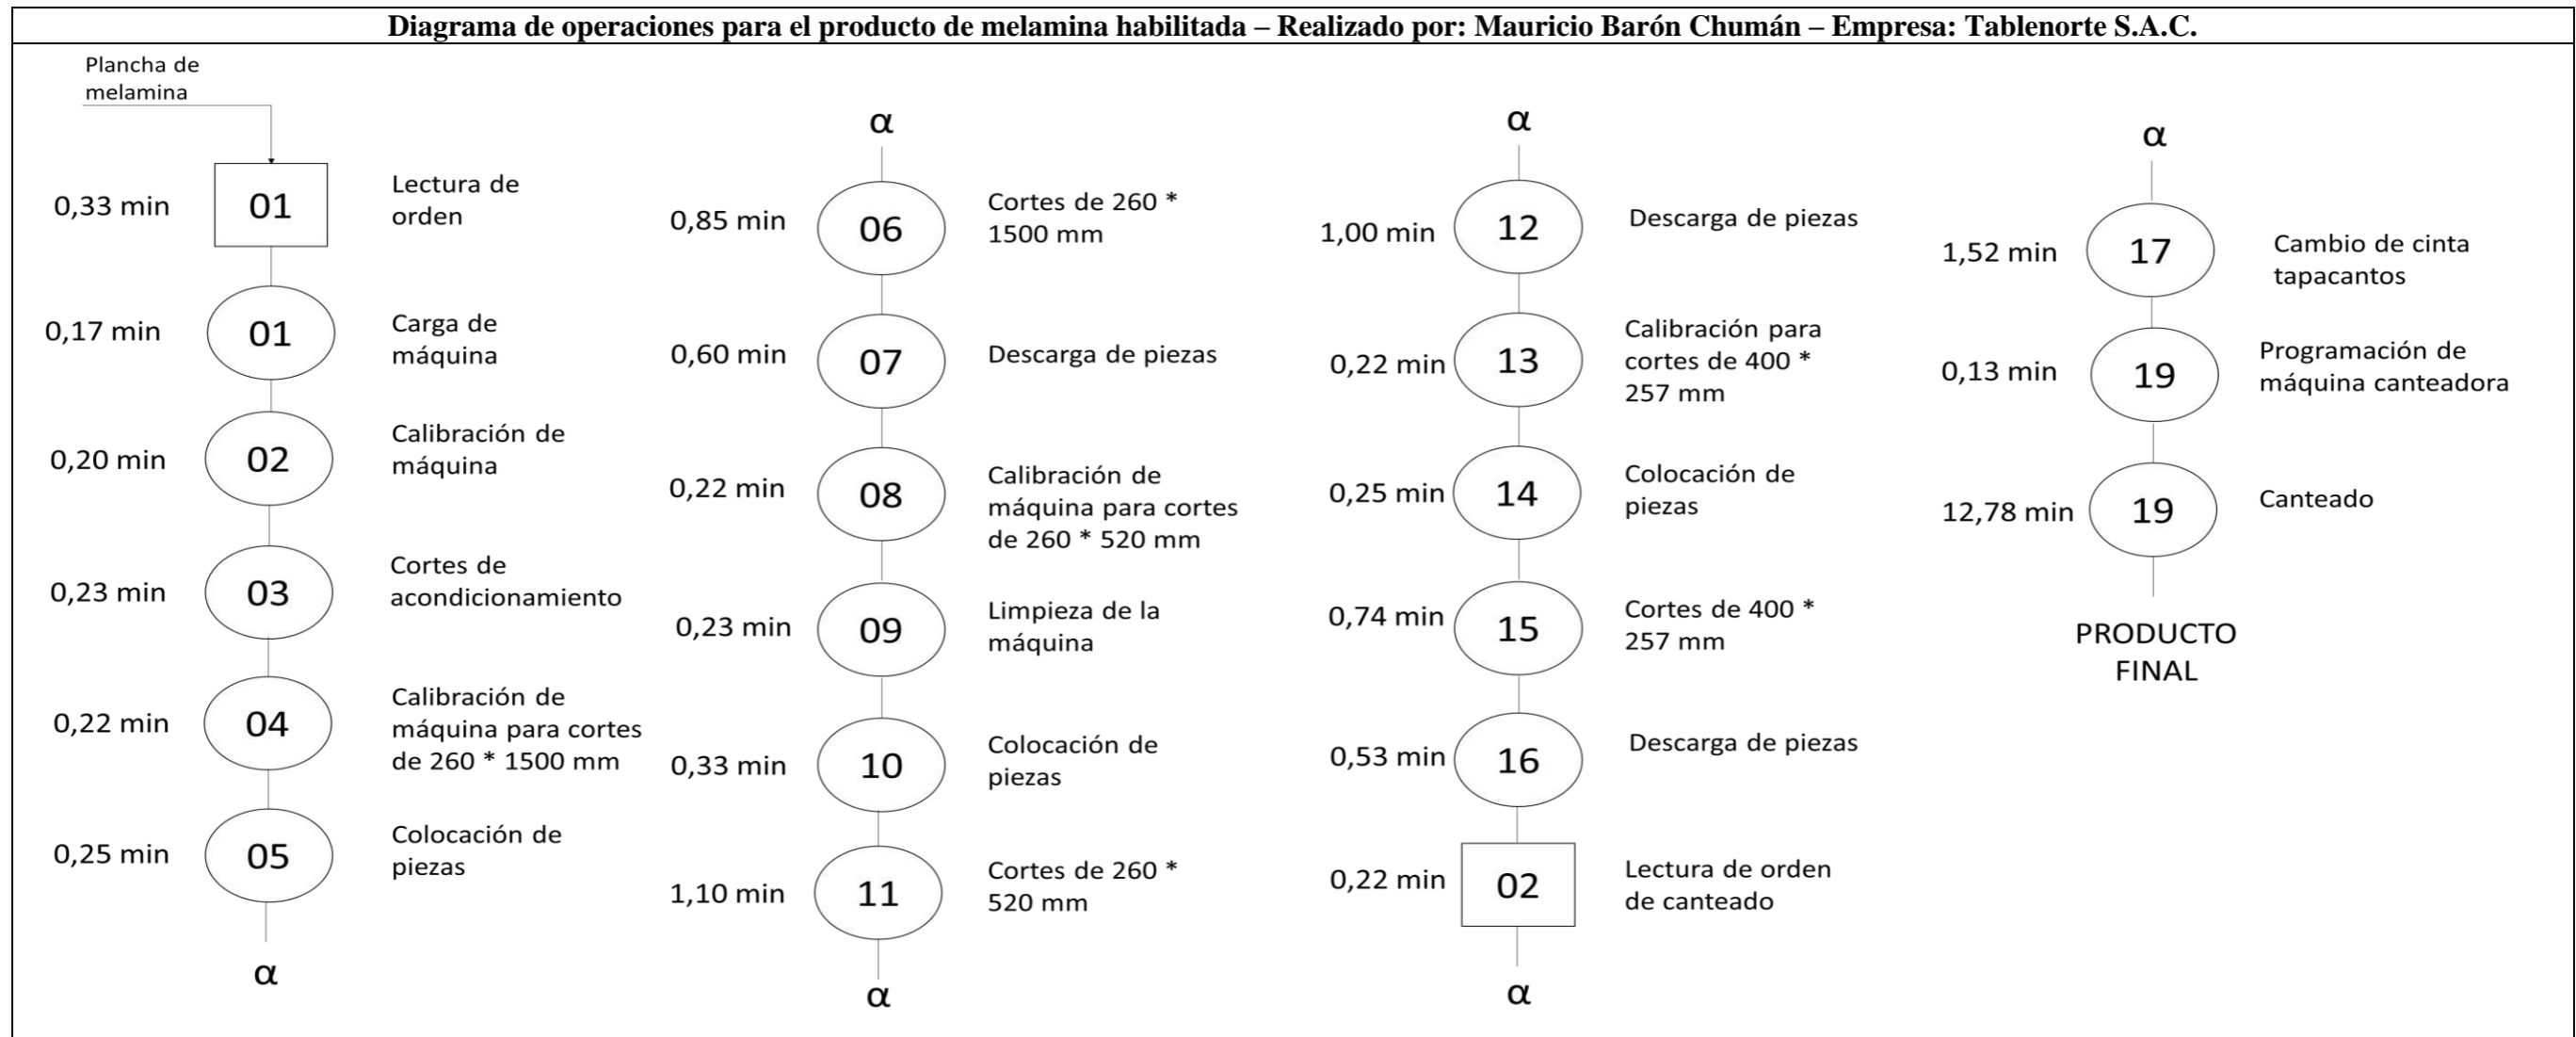 Diagrama de operaciones para el producto de melamina habilitada – Realizado por: Mauricio Barón Chumán – Empresa: Tablenorte S.A.C.
Plancha de
melamina
0,33 min
01
Lectura de
orden
0,17 min
01
Carga de
máquina
0,20 min
02
Calibración de
máquina
0,23 min
03
Cortes de
acondicionamiento
0,22 min
04
Calibración de
máquina para cortes
de 260 * 1500 mm
0,25 min
05
Colocación de
piezas
α
α
0,85 min
06
Cortes de 260 *
1500 mm
0,60 min
07
Descarga de piezas
0,22 min
08
Calibración de
máquina para cortes
de 260 * 520 mm
0,23 min
09
Limpieza de la
máquina
0,33 min
10
Colocación de
piezas
1,10 min
11
Cortes de 260 *
520 mm
α
α
1,00 min
12
Descarga de piezas
0,22 min
13
Calibración para
cortes de 400 *
257 mm
0,25 min
14
Colocación de
piezas
0,74 min
15
Cortes de 400 *
257 mm
0,53 min
16
Descarga de piezas
0,22 min
02
Lectura de orden
de canteado
α
α
1,52 min
17
Cambio de cinta
tapacantos
0,13 min
19
Programación de
máquina canteadora
12,78 min
19
Canteado
PRODUCTO
FINAL